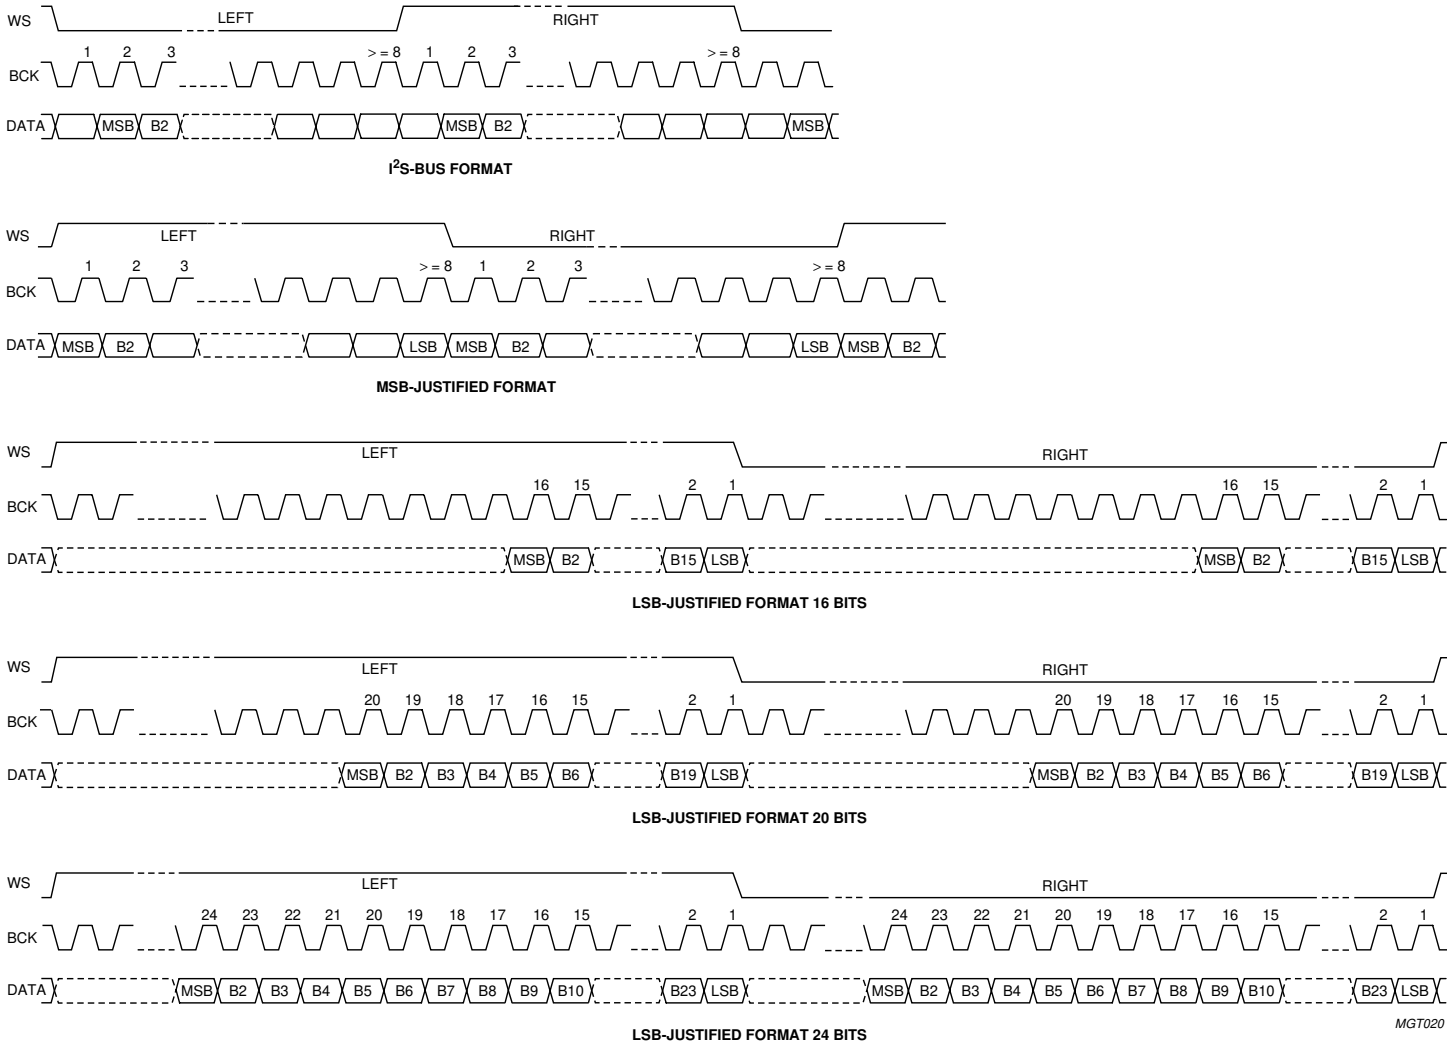 WS LEFT RIGHT
1 2 3 >=8 1 2 3 >=8
BCK
DATA MSB B2 MSB B2 MSB
I²S-BUS FORMAT
WS LEFT RIGHT
1 2 3 >=8 1 2 3 >=8
BCK
DATA MSB B2 LSB MSB B2 LSB MSB B2
MSB-JUSTIFIED FORMAT
WS LEFT RIGHT
16 15 2 1 16 15 2 1
BCK
DATA MSB B2 B15 LSB MSB B2 B15 LSB
LSB-JUSTIFIED FORMAT 16 BITS
WS LEFT RIGHT
20 19 18 17 16 15 2 1 20 19 18 17 16 15 2 1
BCK
DATA MSB B2 B3 B4 B5 B6 B19 LSB MSB B2 B3 B4 B5 B6 B19 LSB
LSB-JUSTIFIED FORMAT 20 BITS
WS LEFT RIGHT
24 23 22 21 20 19 18 17 16 15 2 1 24 23 22 21 20 19 18 17 16 15 2 1
BCK
DATA MSB B2 B3 B4 B5 B6 B7 B8 B9 B10 B23 LSB MSB B2 B3 B4 B5 B6 B7 B8 B9 B10 B23 LSB
LSB-JUSTIFIED FORMAT 24 BITS
MGT020